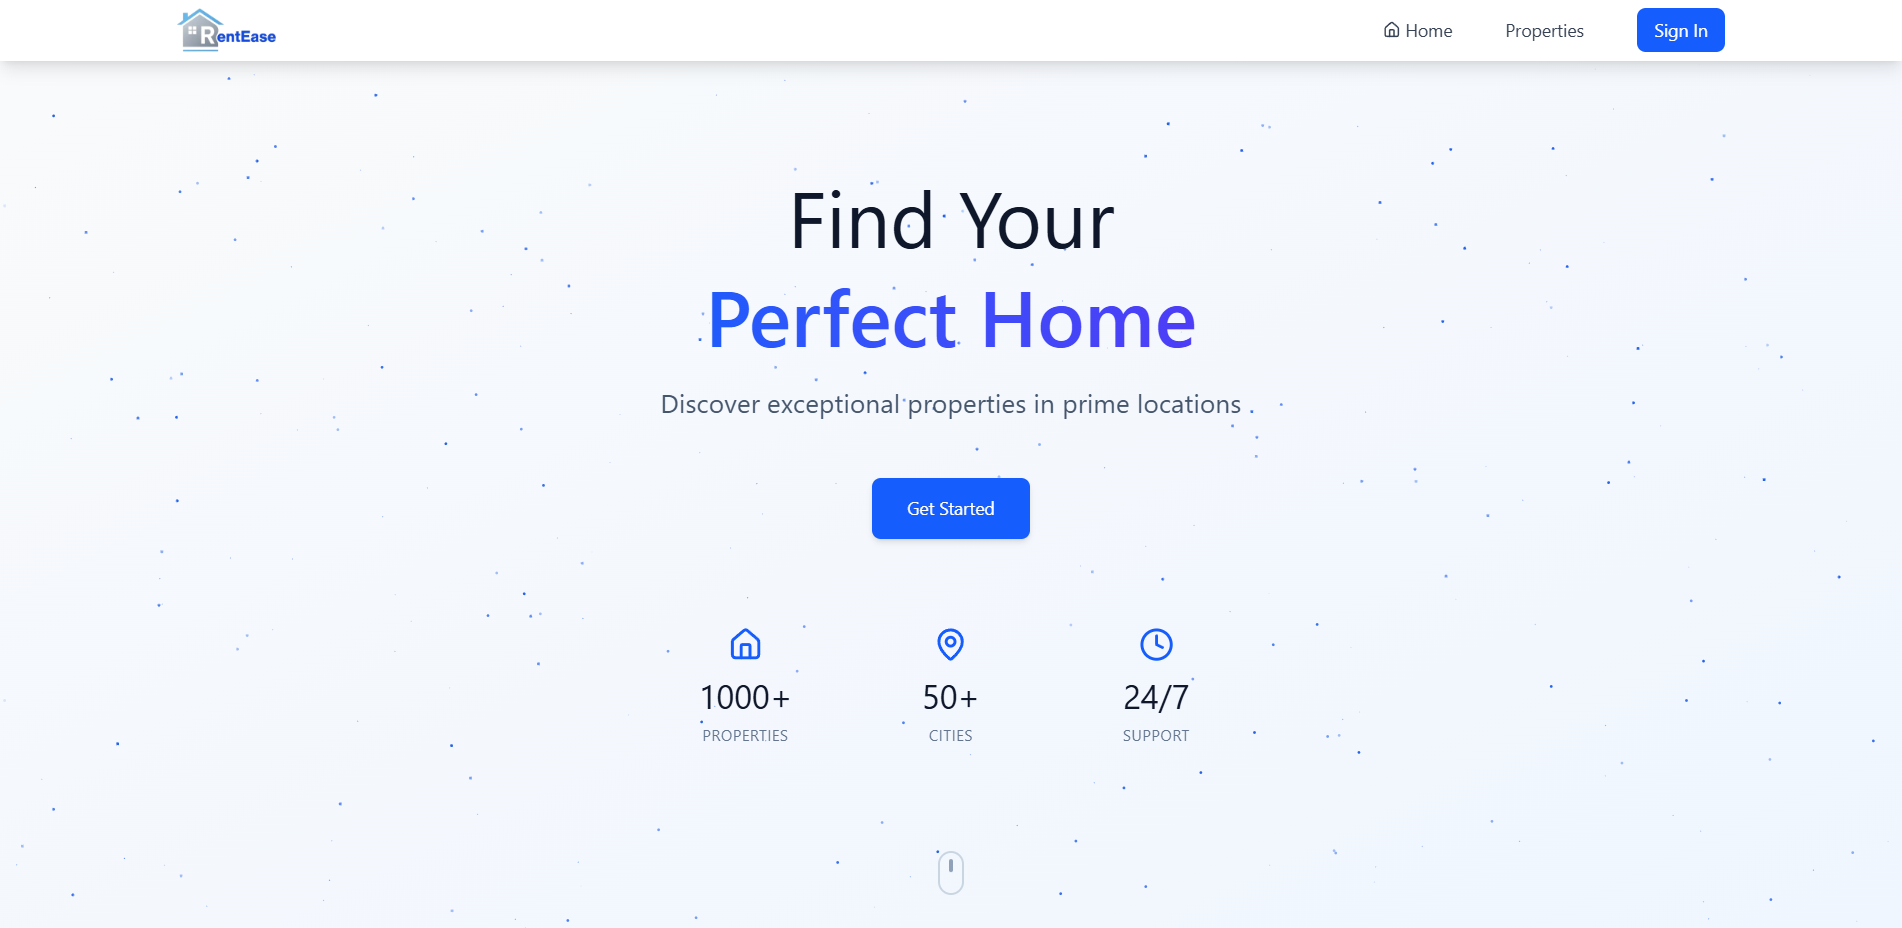 RentEase
Home
Properties
Sign In
Find Your
Perfect Home
Discover exceptional properties in prime locations
Get Started
1000+
PROPERTIES
50+
CITIES
24/7
SUPPORT